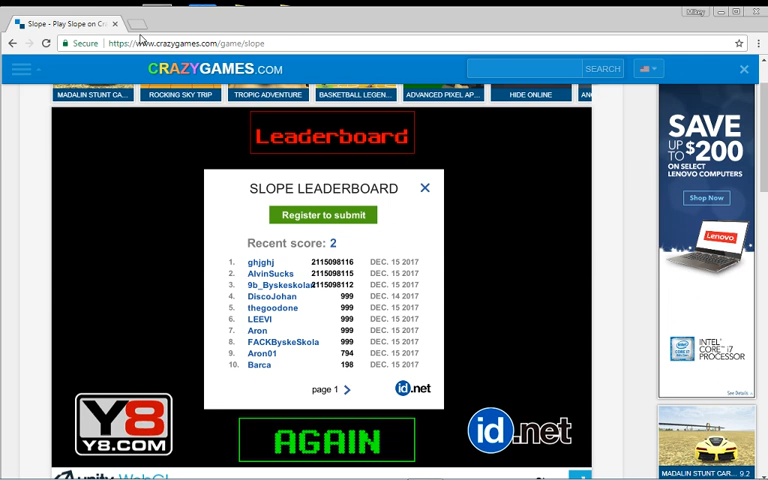 Mikey
Slope - Play Slope on Cra
Secure https://www.crazygames.com/game/slope
CRAZYGAMES.COM
SEARCH
MADALIN STUNT CA...
ROCKING SKY TRIP
TROPIC ADVENTURE
BASKETBALL LEGEN...
ADVANCED PIXEL AP...
HIDE ONLINE
Leaderboard
SLOPE LEADERBOARD
Register to submit
Recent score: 2
1. ghjghj 2115098116 DEC. 15 2017
2. AlvinSucks 2115098115 DEC. 15 2017
3. 9b_Byskeskolan 2115098112 DEC. 15 2017
4. DiscoJohan 999 DEC. 14 2017
5. thegoodone 999 DEC. 15 2017
6. LEEVI 999 DEC. 15 2017
7. Aron 999 DEC. 15 2017
8. FACKByskeSkola 999 DEC. 15 2017
9. Aron01 794 DEC. 15 2017
10. Barca 198 DEC. 15 2017
page 1
id.net
Y8
Y8.COM
AGAIN
id.net
SAVE
UP TO $200
ON SELECT
LENOVO COMPUTERS
Shop Now
Lenovo
INTEL
CORE i7
PROCESSOR
See Details
MADALIN STUNT CAR... 9.2